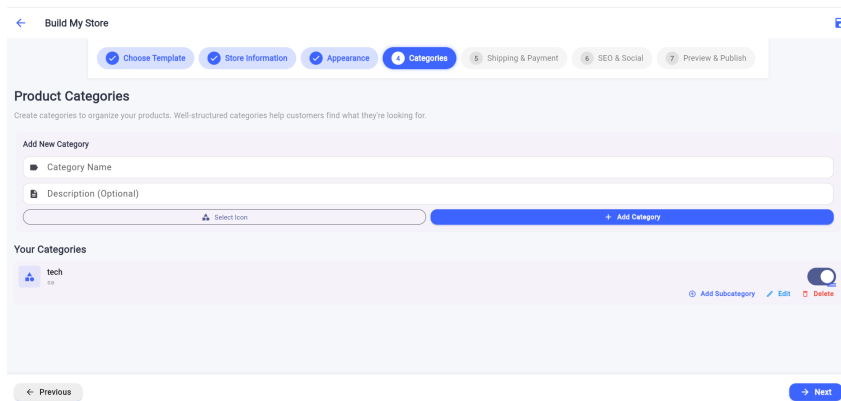 Build My Store
Choose Template
Store Information
Appearance
4 Categories
5 Shipping & Payment
6 SEO & Social
7 Preview & Publish
Product Categories
Create categories to organize your products. Well-structured categories help customers find what they're looking for.
Add New Category
Category Name
Description (Optional)
Select Icon
+ Add Category
Your Categories
tech
Add Subcategory
Edit
Delete
Previous
Next